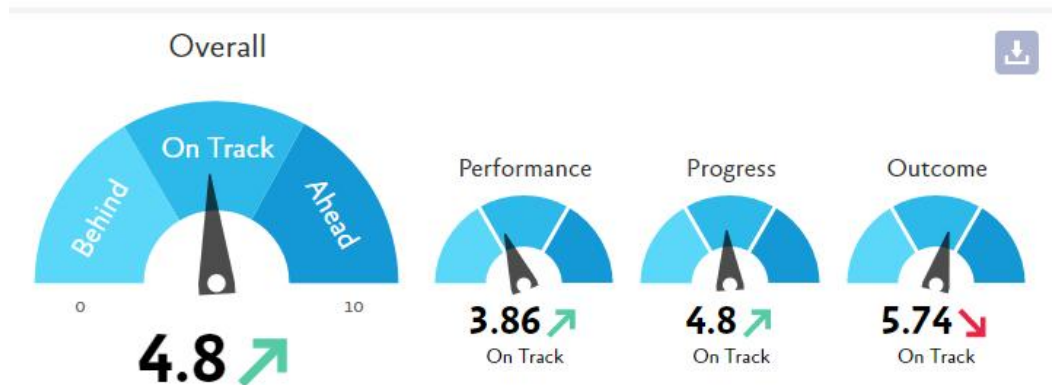 Overall
Behind
On Track
Ahead
0
10
4.8
Performance
3.86
On Track
Progress
4.8
On Track
Outcome
5.74
On Track